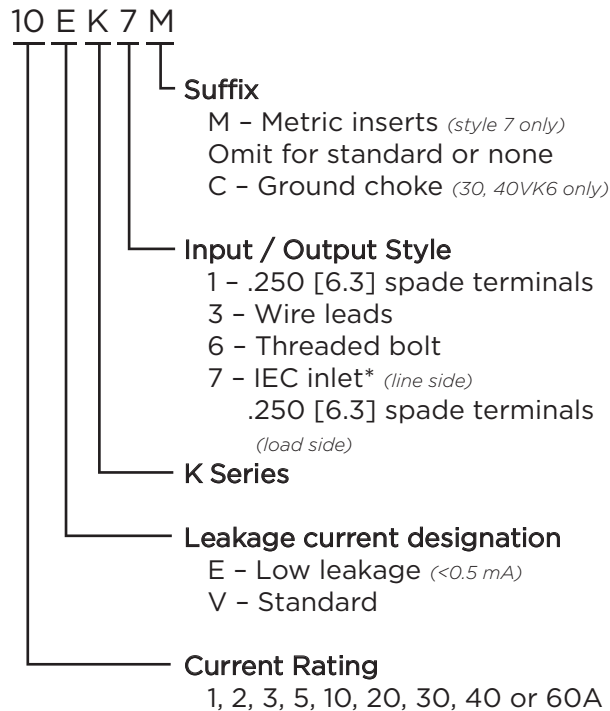 10 E K 7 M
Suffix
M – Metric inserts (style 7 only)
Omit for standard or none
C – Ground choke (30, 40VK6 only)
Input / Output Style
1 – .250 [6.3] spade terminals
3 – Wire leads
6 – Threaded bolt
7 – IEC inlet* (line side)
.250 [6.3] spade terminals
(load side)
K Series
Leakage current designation
E – Low leakage (<0.5 mA)
V – Standard
Current Rating
1, 2, 3, 5, 10, 20, 30, 40 or 60A